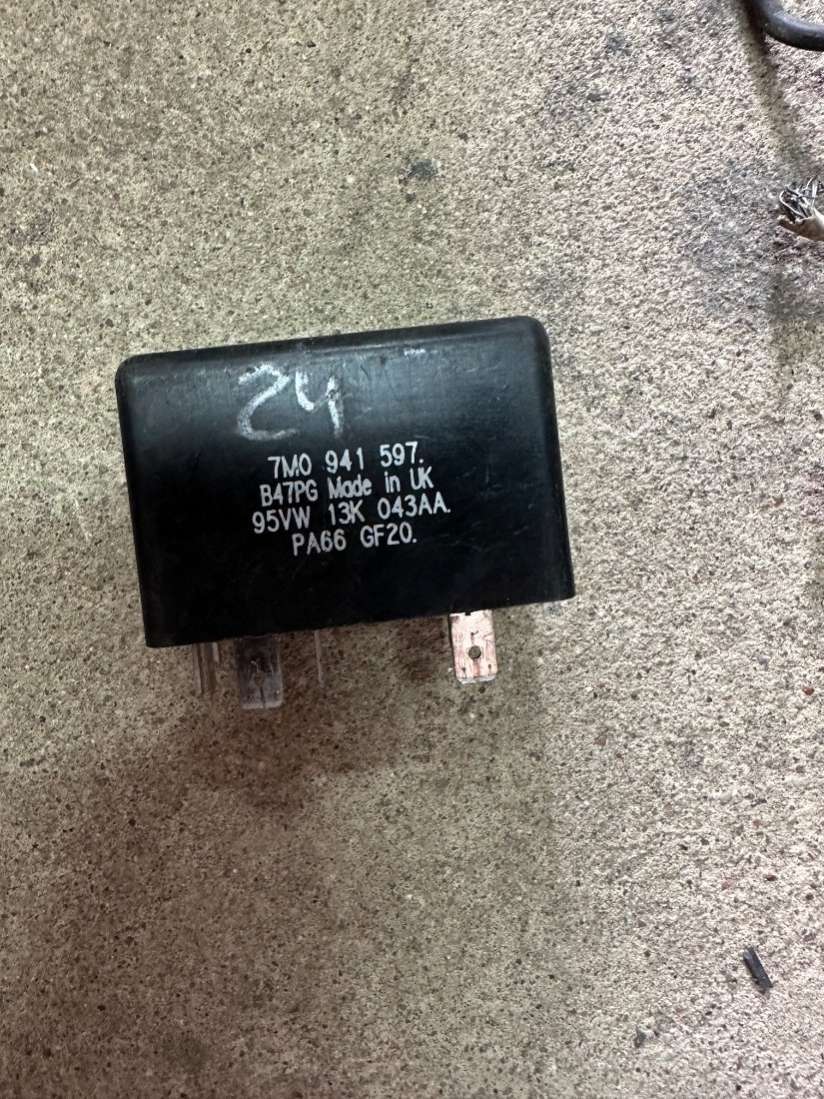 24
7M0 941 597.
B47PG Made in UK
95VW 13K 043AA.
PA66 GF20.